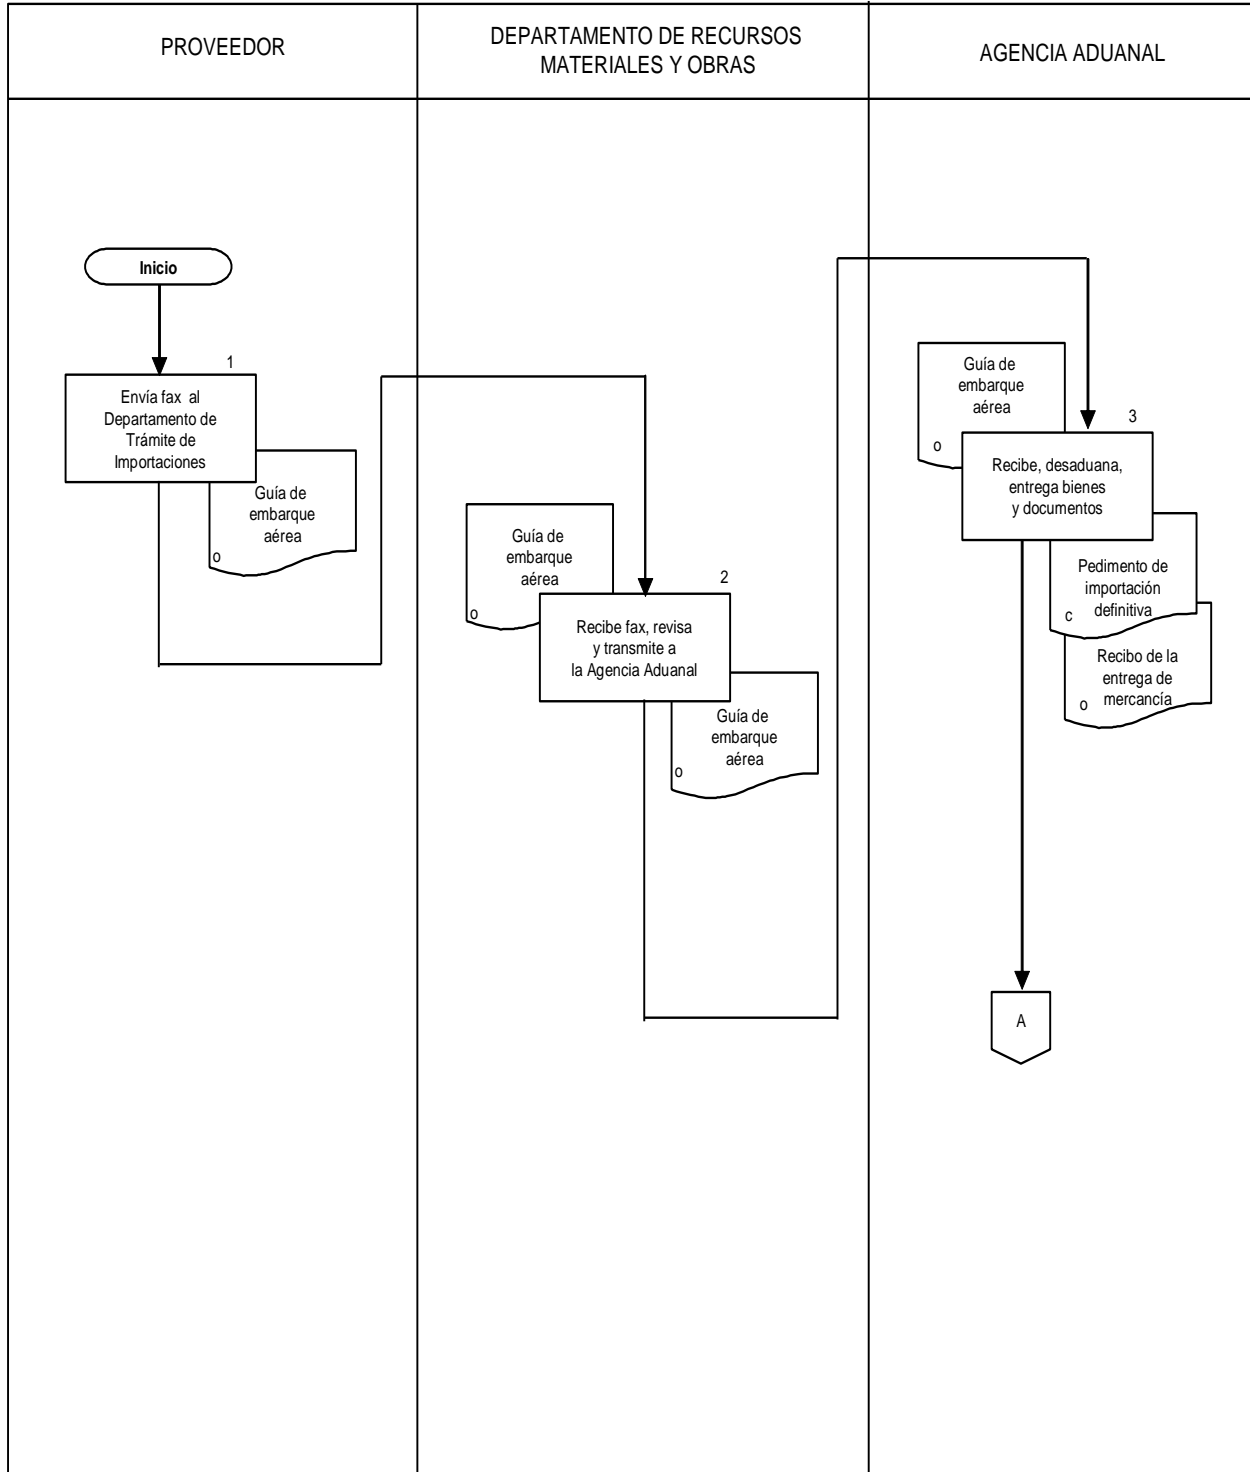 PROVEEDOR
DEPARTAMENTO DE RECURSOS
MATERIALES Y OBRAS
AGENCIA ADUANAL
Inicio
1
Envía fax al
Departamento de
Trámite de
Importaciones
Guía de
embarque
aérea
o
Guía de
embarque
aérea
o
2
Recibe fax, revisa
y transmite a
la Agencia Aduanal
Guía de
embarque
aérea
o
Guía de
embarque
aérea
o
3
Recibe, desaduana,
entrega bienes
y documentos
Pedimento de
importación
definitiva
c
Recibo de la
entrega de
mercancía
o
A